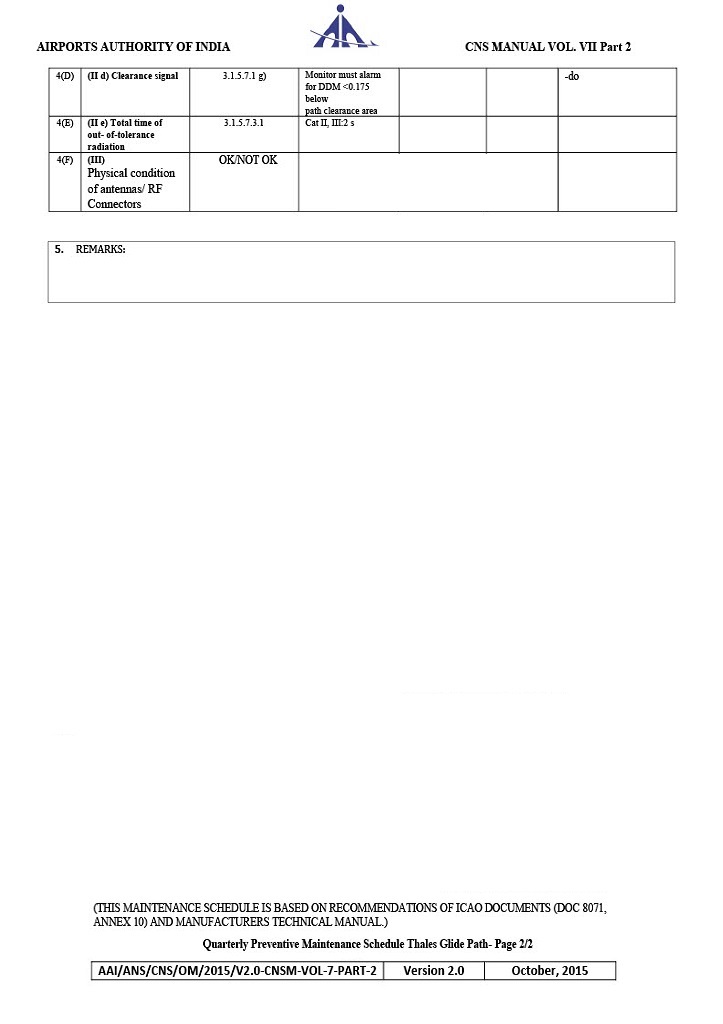 AIRPORTS AUTHORITY OF INDIA
CNS MANUAL VOL. VII Part 2
4(D) (II d) Clearance signal 3.1.5.7.1 g) Monitor must alarm -do
for DDM <0.175
below
path clearance area
4(E) (II e) Total time of 3.1.5.7.3.1 Cat II, III:2 s
out- of-tolerance
radiation
4(F) (III) OK/NOT OK
Physical condition
of antennas/ RF
Connectors
5. REMARKS:
(THIS MAINTENANCE SCHEDULE IS BASED ON RECOMMENDATIONS OF ICAO DOCUMENTS (DOC 8071,
ANNEX 10) AND MANUFACTURERS TECHNICAL MANUAL.)
Quarterly Preventive Maintenance Schedule Thales Glide Path- Page 2/2
AAI/ANS/CNS/OM/2015/V2.0-CNSM-VOL-7-PART-2 Version 2.0 October, 2015